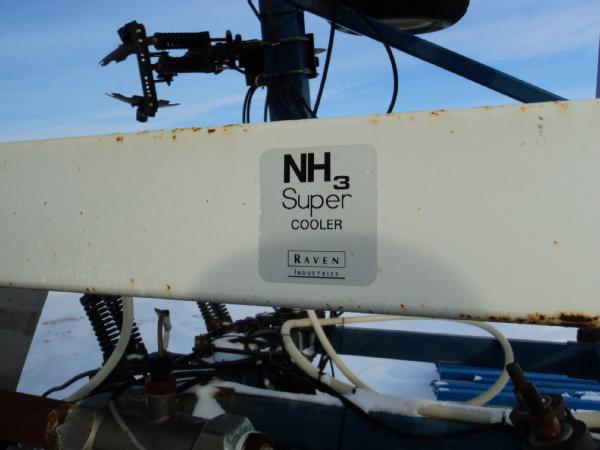 NH3
Super
COOLER
RAVEN
INDUSTRIES